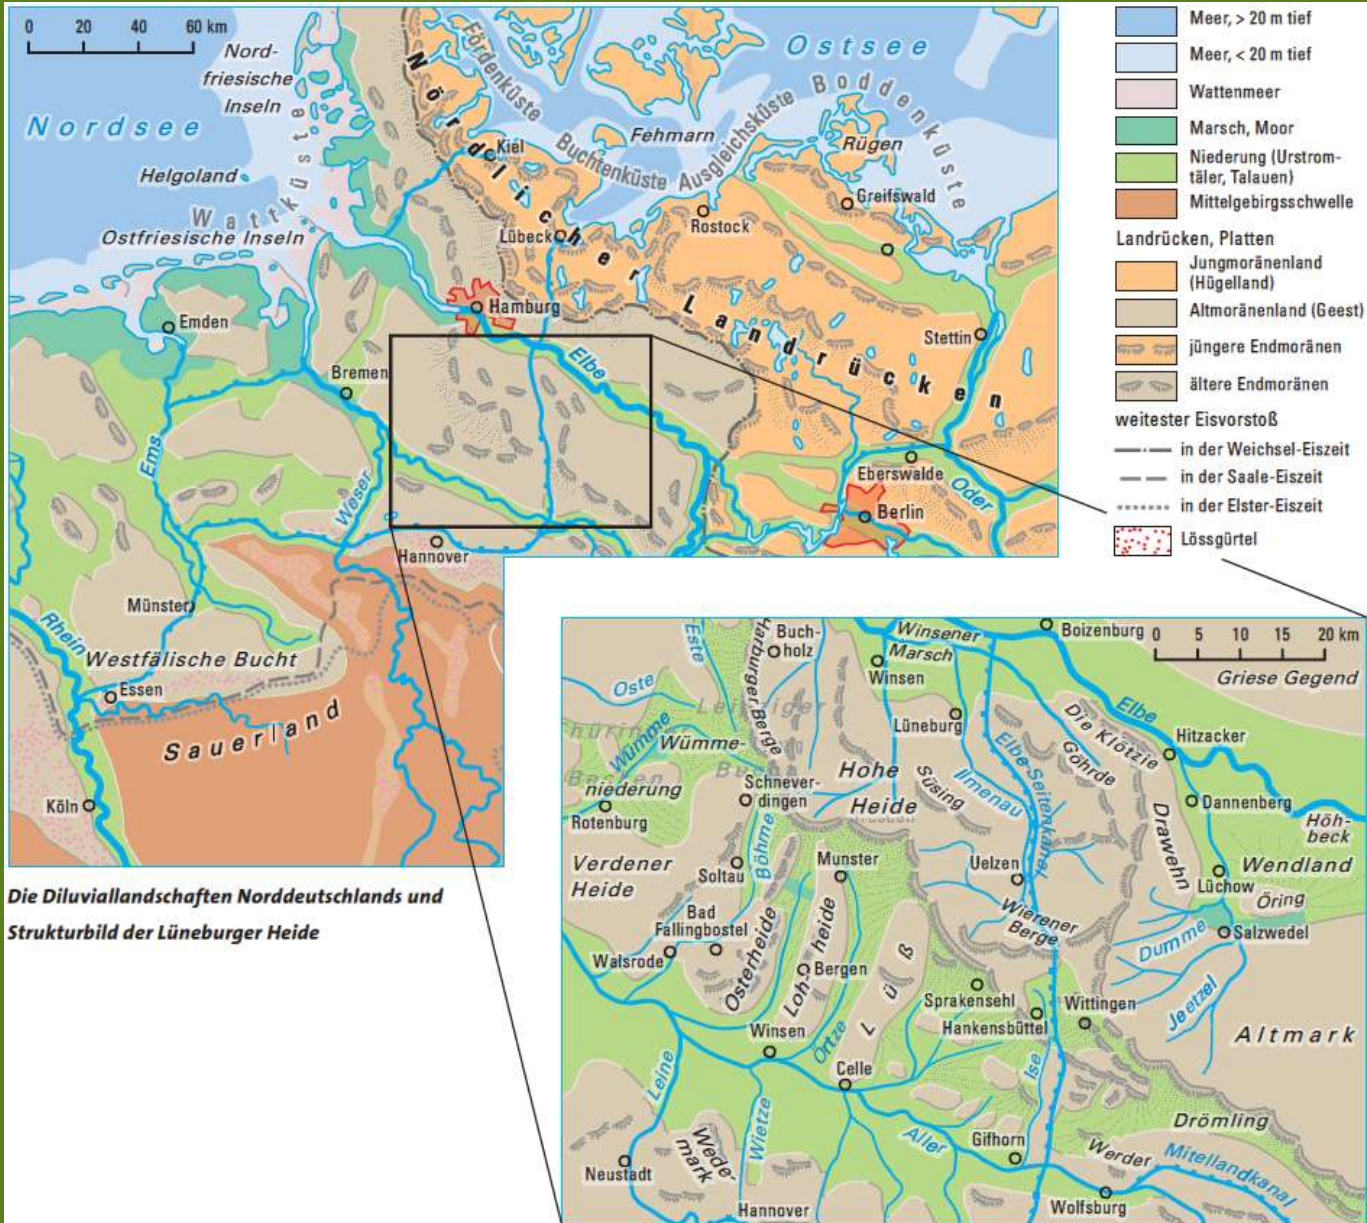 0 20 40 60 km
Nord-
friesische
Inseln
Nordsee
Helgoland
Wattküste
Ostfriesische Inseln
Ostsee
Fördenküste
Buchtenküste
Ausgleichsküste
Boddenküste
Fehmarn
Rügen
Kiel
Greifswald
Rostock
Lübeck
Nördlicher Landrücken
Hamburg
Emden
Stettin
Bremen
Elbe
Ems
Weser
Eberswalde
Oder
Berlin
Hannover
Münster
Rhein
Westfälische Bucht
Essen
Sauerland
Köln
Meer, > 20 m tief
Meer, < 20 m tief
Wattenmeer
Marsch, Moor
Niederung (Urstrom-
täler, Talauen)
Mittelgebirgsschwelle
Landrücken, Platten
Jungmoränenland
(Hügelland)
Altmoränenland (Geest)
jüngere Endmoränen
ältere Endmoränen
weitester Eisvorstoß
in der Weichsel-Eiszeit
in der Saale-Eiszeit
in der Elster-Eiszeit
Lössgürtel
Die Diluviallandschaften Norddeutschlands und
Strukturbild der Lüneburger Heide
0 5 10 15 20 km
Este
Harburger Berge
Buch-
holz
Winsener
Marsch
Winsen
Boizenburg
Griese Gegend
Oste
Lüneburg
Elbe
Hitzacker
Die Klötzie
Göhrde
Wümme
Wümme-
niederung
Rotenburg
Schnever-
dingen
Hohe
Heide
Süsing
Ilmenau
Elbe-Seitenkanal
Dannenberg
Höh-
beck
Drawehn
Wendland
Verdener
Heide
Soltau
Böhme
Munster
Uelzen
Lüchow
Öring
Bad
Fallingbostel
Walsrode
Osterheide
Loh-
heide
Bergen
Lüß
Wierener
Berge
Dumme
Salzwedel
Sprakensehl
Hankensbüttel
Wittingen
Jeetzel
Altmark
Winsen
Örtze
Celle
Ise
Leine
Wietze
Drömling
Aller
Gifhorn
Werder
Mitellandkanal
Wede-
mark
Neustadt
Hannover
Wolfsburg